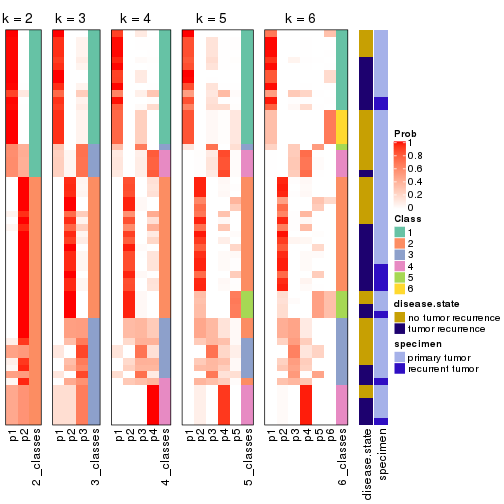 k = 2
k = 3
k = 4
k = 5
k = 6
p1
p2
2_classes
p1
p2
p3
3_classes
p1
p2
p3
p4
4_classes
p1
p2
p3
p4
p5
5_classes
p1
p2
p3
p4
p5
p6
6_classes
disease.state
specimen
Prob
1
0.8
0.6
0.4
0.2
0
Class
1
2
3
4
5
6
disease.state
no tumor recurrence
tumor recurrence
specimen
primary tumor
recurrent tumor